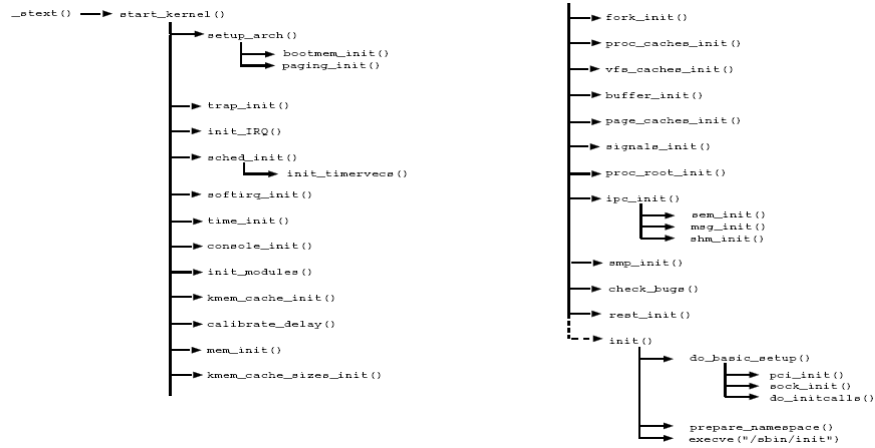 _stext() start_kernel()
setup_arch()
bootmem_init()
paging_init()
trap_init()
init_IRQ()
sched_init()
init_timervecs()
softirq_init()
time_init()
console_init()
init_modules()
kmem_cache_init()
calibrate_delay()
mem_init()
kmem_cache_sizes_init()
fork_init()
proc_caches_init()
vfs_caches_init()
buffer_init()
page_caches_init()
signals_init()
proc_root_init()
ipc_init()
sem_init()
msg_init()
shm_init()
smp_init()
check_bugs()
rest_init()
init()
do_basic_setup()
pci_init()
sock_init()
do_initcalls()
prepare_namespace()
execve("/sbin/init")